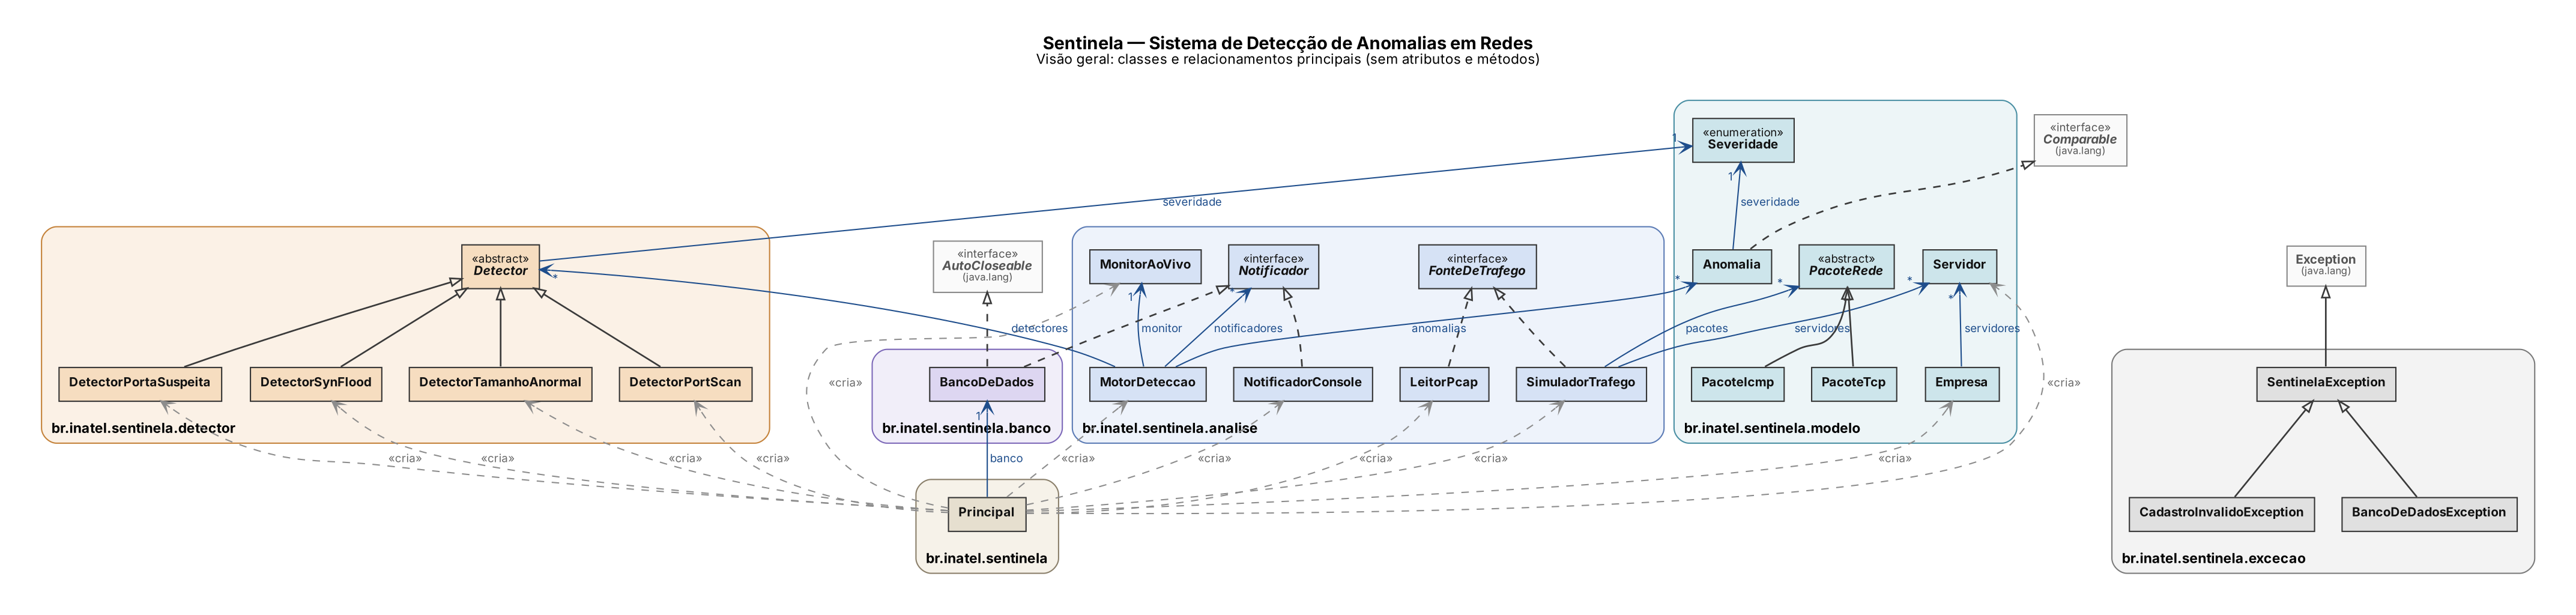 Sentinela — Sistema de Detecção de Anomalias em Redes
Visão geral: classes e relacionamentos principais (sem atributos e métodos)
«enumeration»
Severidade
1
1
severidade
severidade
«interface»
Comparable
(java.lang)
«abstract»
Detector
*
«interface»
AutoCloseable
(java.lang)
MonitorAoVivo
1
«interface»
Notificador
*
«interface»
FonteDeTrafego
Anomalia
*
«abstract»
PacoteRede
*
Servidor
*
*
«interface»
Exception
(java.lang)
detectores
monitor
notificadores
anomalias
pacotes
servidores
servidores
DetectorPortaSuspeita
DetectorSynFlood
DetectorTamanhoAnormal
DetectorPortScan
br.inatel.sentinela.detector
«cria»
BancoDeDados
1
br.inatel.sentinela.banco
MotorDeteccao
NotificadorConsole
LeitorPcap
SimuladorTrafego
br.inatel.sentinela.analise
PacoteIcmp
PacoteTcp
Empresa
br.inatel.sentinela.modelo
«cria»
SentinelaException
«cria»
«cria»
«cria»
«cria»
banco
«cria»
«cria»
«cria»
«cria»
«cria»
Principal
br.inatel.sentinela
CadastroInvalidoException
BancoDeDadosException
br.inatel.sentinela.excecao